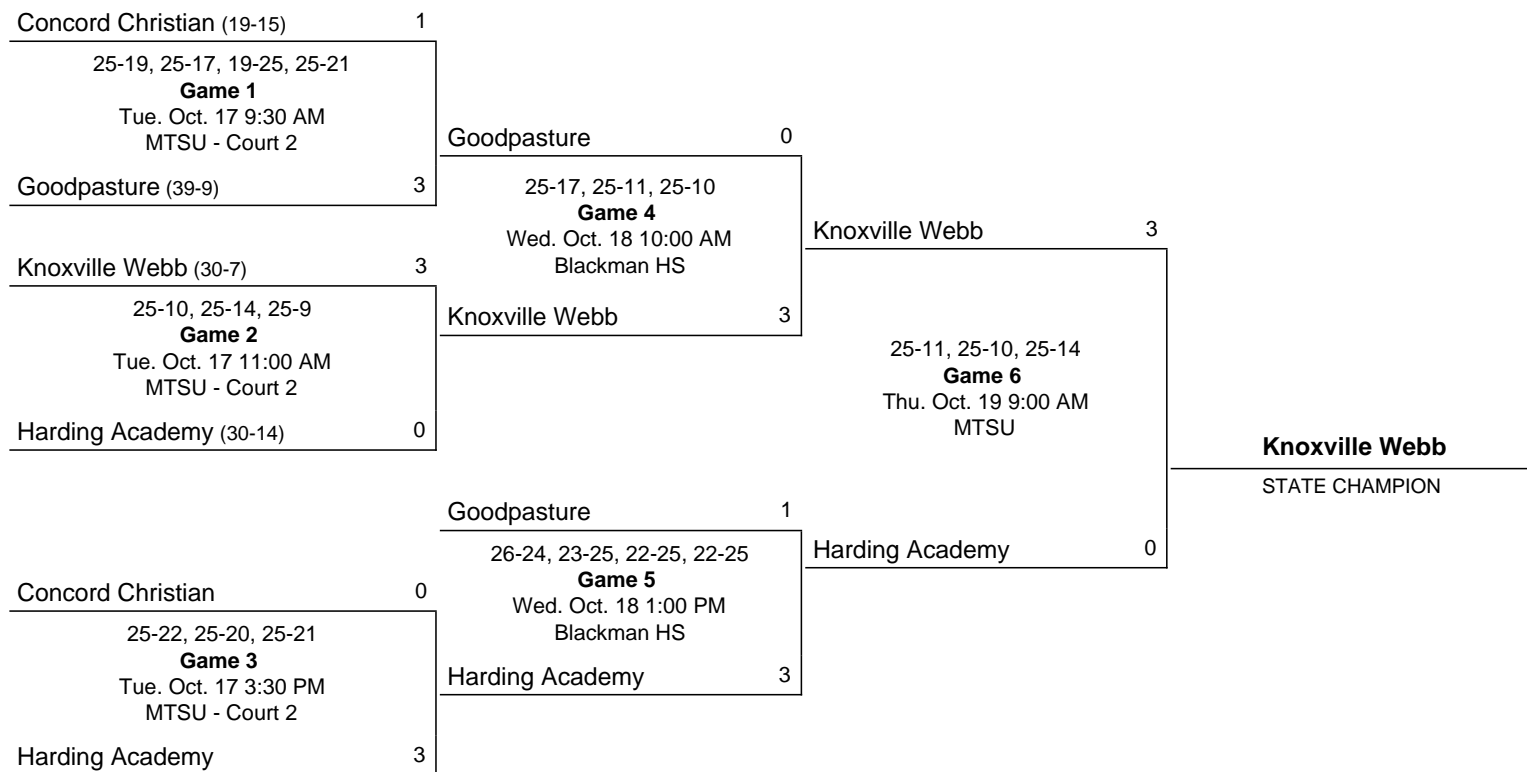 Concord Christian (19-15) 1
25-19, 25-17, 19-25, 25-21
Game 1
Tue. Oct. 17 9:30 AM
MTSU - Court 2
Goodpasture (39-9) 3
Knoxville Webb (30-7) 3
25-10, 25-14, 25-9
Game 2
Tue. Oct. 17 11:00 AM
MTSU - Court 2
Harding Academy (30-14) 0
Concord Christian 0
25-22, 25-20, 25-21
Game 3
Tue. Oct. 17 3:30 PM
MTSU - Court 2
Harding Academy 3
Goodpasture 0
25-17, 25-11, 25-10
Game 4
Wed. Oct. 18 10:00 AM
Blackman HS
Knoxville Webb 3
Goodpasture 1
26-24, 23-25, 22-25, 22-25
Game 5
Wed. Oct. 18 1:00 PM
Blackman HS
Harding Academy 3
Knoxville Webb 3
25-11, 25-10, 25-14
Game 6
Thu. Oct. 19 9:00 AM
MTSU
Harding Academy 0
Knoxville Webb
STATE CHAMPION